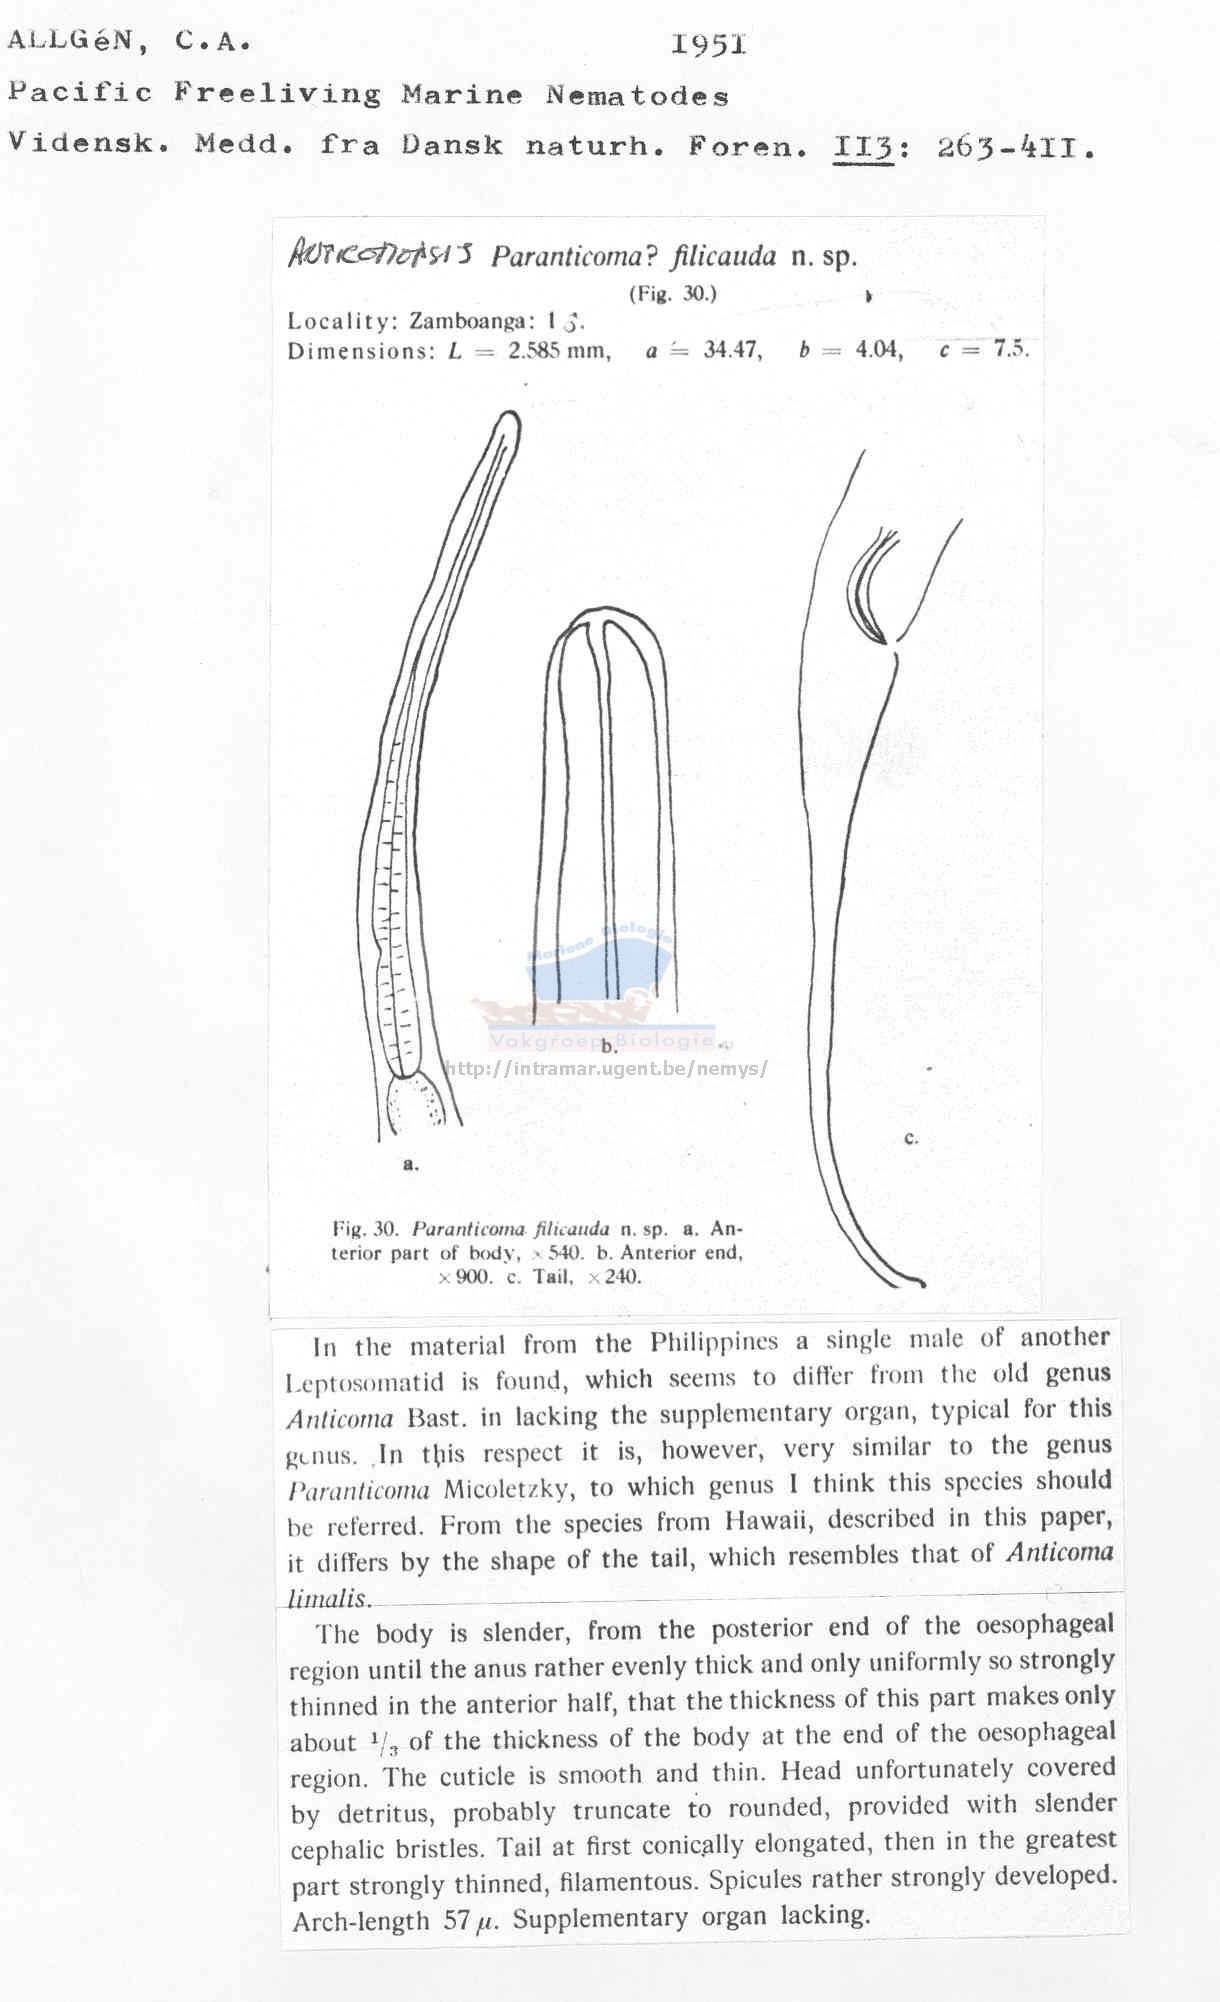 ALLGéN, C.A. I95I
Pacific Freeliving Marine Nematodes
Vidensk. Medd. fra Dansk naturh. Foren. II3: 263-4II.
Paranticoma? filicauda n. sp.
(Fig. 30.)
Locality: Zamboanga: 1 ♂.
Dimensions: L = 2.585 mm, a = 34.47, b = 4.04, c = 7.5.
Mariene Biologie
Vakgroep Biologie
b.
http://intramar.ugent.be/nemys/
c.
a.
Fig. 30. Paranticoma filicauda n. sp. a. An-
terior part of body, × 540. b. Anterior end,
× 900. c. Tail, × 240.
In the material from the Philippines a single male of another
Leptosomatid is found, which seems to differ from the old genus
Anticoma Bast. in lacking the supplementary organ, typical for this
genus. In this respect it is, however, very similar to the genus
Paranticoma Micoletzky, to which genus I think this species should
be referred. From the species from Hawaii, described in this paper,
it differs by the shape of the tail, which resembles that of Anticoma
limalis.
The body is slender, from the posterior end of the oesophageal
region until the anus rather evenly thick and only uniformly so strongly
thinned in the anterior half, that the thickness of this part makes only
about 1/3 of the thickness of the body at the end of the oesophageal
region. The cuticle is smooth and thin. Head unfortunately covered
by detritus, probably truncate to rounded, provided with slender
cephalic bristles. Tail at first conically elongated, then in the greatest
part strongly thinned, filamentous. Spicules rather strongly developed.
Arch-length 57 μ. Supplementary organ lacking.